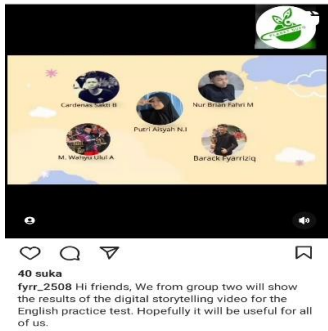 Cardenas Sakti B
Nur Brian Fahri M
Putri Aisyah N.I
M. Wahyu Ulul A
Barack Fyarriziq
40 suka
fyrr_2508 Hi friends, We from group two will show
the results of the digital storytelling video for the
English practice test. Hopefully it will be useful for all
of us.